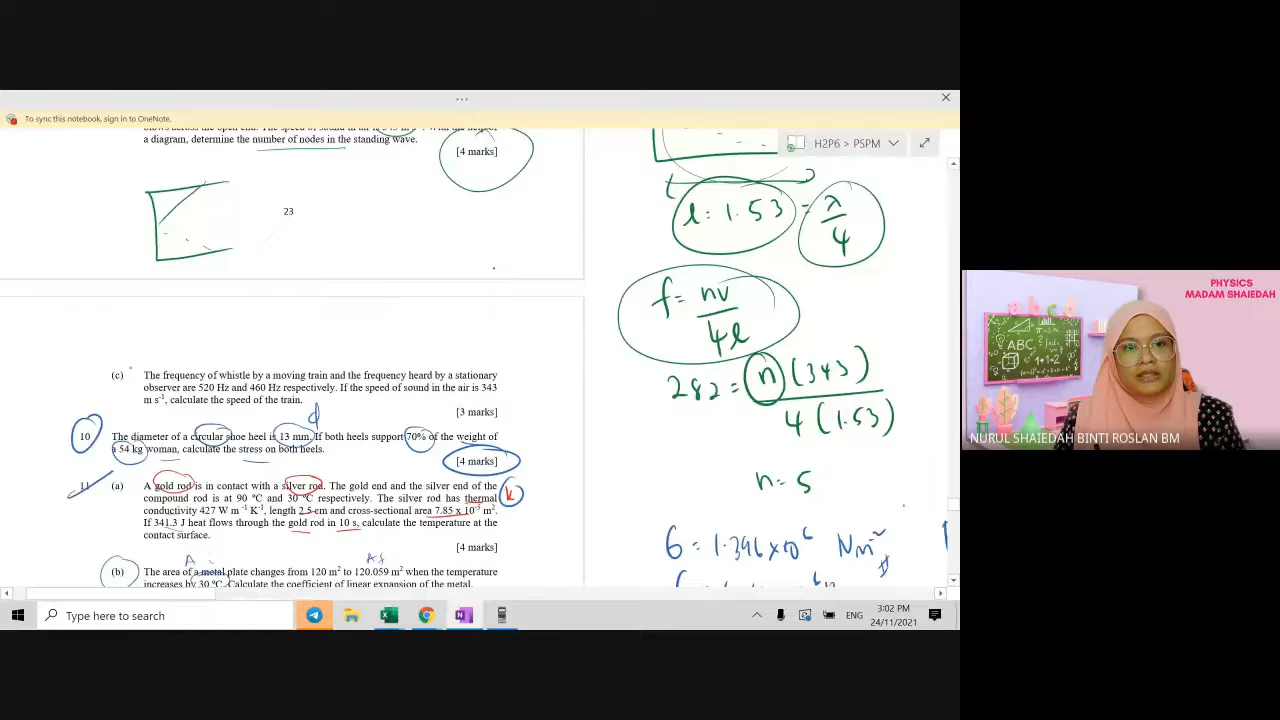 To sync this notebook, sign in to OneNote.
H2P6 > PSPM
a diagram, determine the number of nodes in the standing wave.
[4 marks]
23
l = 1.53 = λ/4
f = nv/4l
282 = n(343)/4(1.53)
n = 5
(c) The frequency of whistle by a moving train and the frequency heard by a stationary
observer are 520 Hz and 460 Hz respectively. If the speed of sound in the air is 343
m s⁻¹, calculate the speed of the train.
[3 marks]
d
10 The diameter of a circular shoe heel is 13 mm. If both heels support 70% of the weight of
a 54 kg woman, calculate the stress on both heels.
[4 marks]
11 (a) A gold rod is in contact with a silver rod. The gold end and the silver end of the
compound rod is at 90 °C and 30 °C respectively. The silver rod has thermal
k
conductivity 427 W m⁻¹ K⁻¹, length 2.5 cm and cross-sectional area 7.85 x 10⁻⁵ m².
If 341.3 J heat flows through the gold rod in 10 s, calculate the temperature at the
contact surface.
[4 marks]
6 = 1.396 x 10⁶ Nm⁻²
(b) The area of a metal plate changes from 120 m² to 120.059 m² when the temperature
increases by 30 °C. Calculate the coefficient of linear expansion of the metal.
PHYSICS
MADAM SHAIEDAH
ABC
NURUL SHAIEDAH BINTI ROSLAN BM
Type here to search
ENG
3:02 PM
24/11/2021